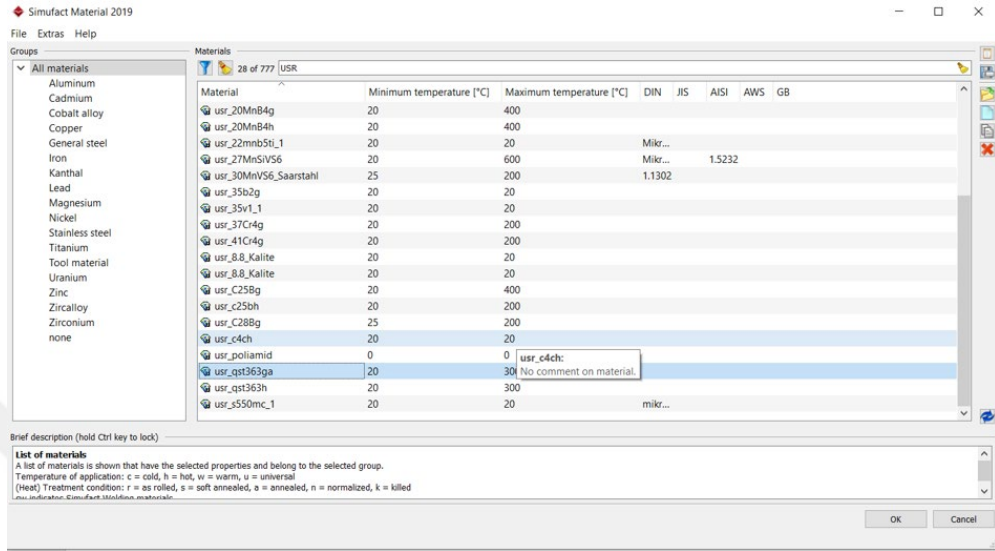 Simufact Material 2019
File Extras Help
Groups
All materials
Aluminum
Cadmium
Cobalt alloy
Copper
General steel
Iron
Kanthal
Lead
Magnesium
Nickel
Stainless steel
Titanium
Tool material
Uranium
Zinc
Zircalloy
Zirconium
none
Materials
28 of 777 USR
Material Minimum temperature [°C] Maximum temperature [°C] DIN JIS AISI AWS GB
usr_20MnB4g 20 400
usr_20MnB4h 20 400
usr_22mnb5ti_1 20 20 Mikr...
usr_27MnSiVS6 20 600 Mikr... 1.5232
usr_30MnVS6_Saarstahl 25 200 1.1302
usr_35b2g 20 20
usr_35v1_1 20 20
usr_37Cr4g 20 200
usr_41Cr4g 20 200
usr_8.8_Kalite 20 20
usr_8.8_Kalite 20 20
usr_C25Bg 20 400
usr_c25bh 20 200
usr_C28Bg 25 200
usr_c4ch 20 20
usr_poliamid 0 0
usr_c4ch:
usr_qst363ga 20 300
No comment on material.
usr_qst363h 20 300
usr_s550mc_1 20 20 mikr...
Brief description (hold Ctrl key to lock)
List of materials
A list of materials is shown that have the selected properties and belong to the selected group.
Temperature of application: c = cold, h = hot, w = warm, u = universal
(Heat) Treatment condition: r = as rolled, s = soft annealed, a = annealed, n = normalized, k = killed
indicates Simufact Welding materials
OK Cancel